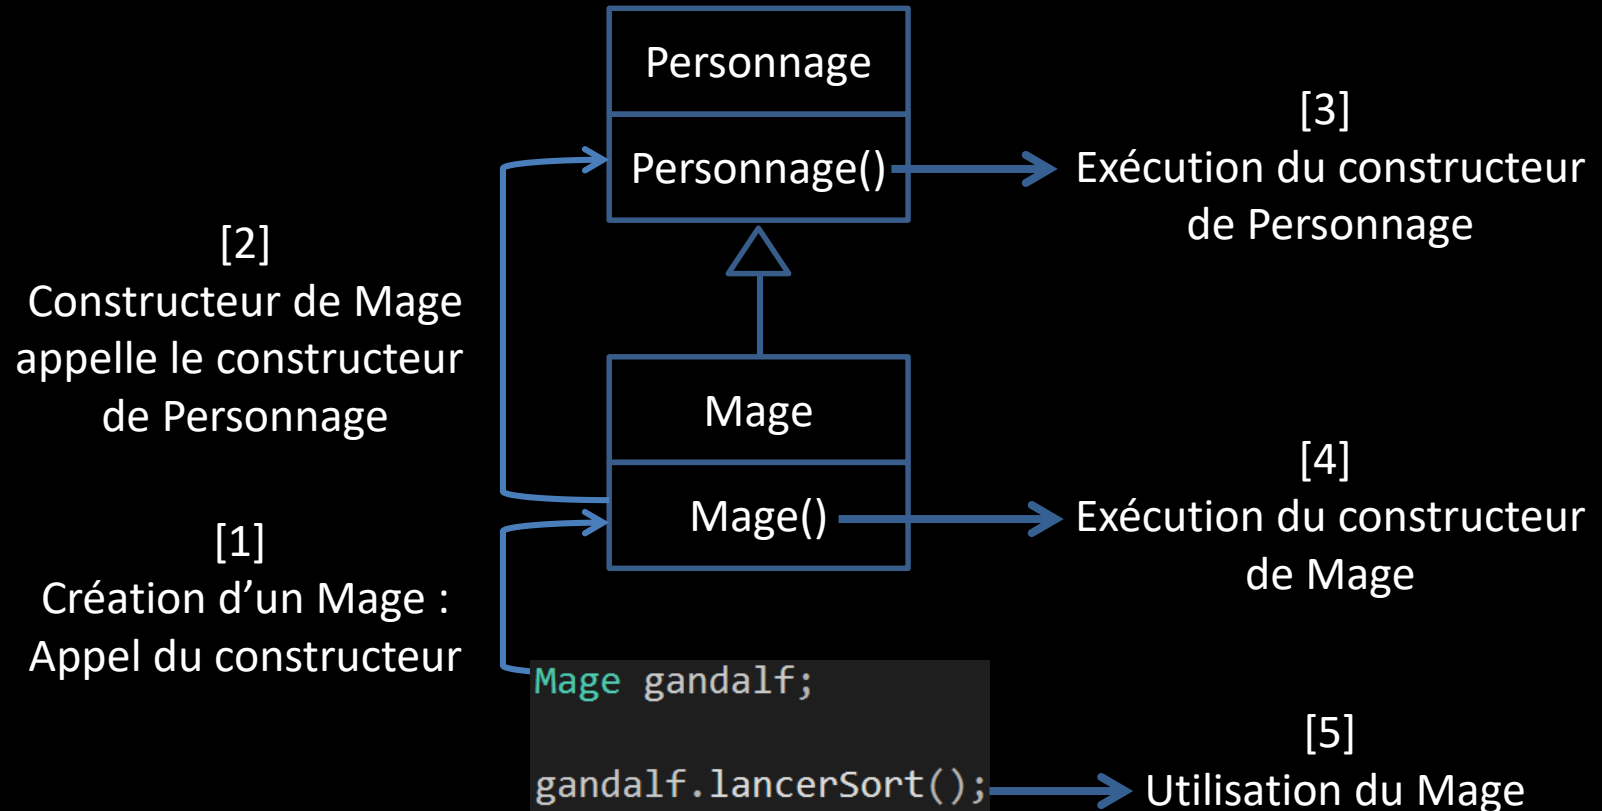 Personnage
Personnage()
[3]
Exécution du constructeur
de Personnage
[2]
Constructeur de Mage
appelle le constructeur
de Personnage
Mage
Mage()
[4]
Exécution du constructeur
de Mage
[1]
Création d’un Mage :
Appel du constructeur
Mage gandalf;
gandalf.lancerSort();
[5]
Utilisation du Mage